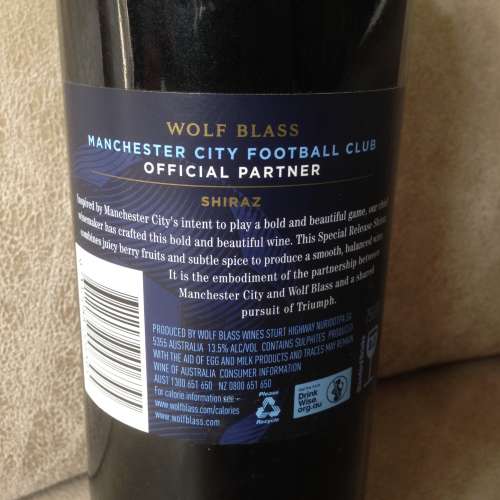 WOLF BLASS
MANCHESTER CITY FOOTBALL CLUB
OFFICIAL PARTNER
SHIRAZ
Inspired by Manchester City's intent to play a bold and beautiful game, our chief
winemaker has crafted this bold and beautiful wine. This Special Release Shiraz
combines juicy berry fruits and subtle spice to produce a smooth, balanced wine.
It is the embodiment of the partnership between
Manchester City and Wolf Blass and a shared
pursuit of Triumph.
PRODUCED BY WOLF BLASS WINES STURT HIGHWAY NURIOOTPA SA
5355 AUSTRALIA 13.5% ALC/VOL CONTAINS SULPHITES PRODUCED
WITH THE AID OF EGG AND MILK PRODUCTS AND TRACES MAY REMAIN
WINE OF AUSTRALIA CONSUMER INFORMATION
AUST 1300 651 650 NZ 0800 651 650
For calorie information see
www.wolfblass.com/calories
www.wolfblass.com
Please
Recycle
Drink
Wise.
org.au